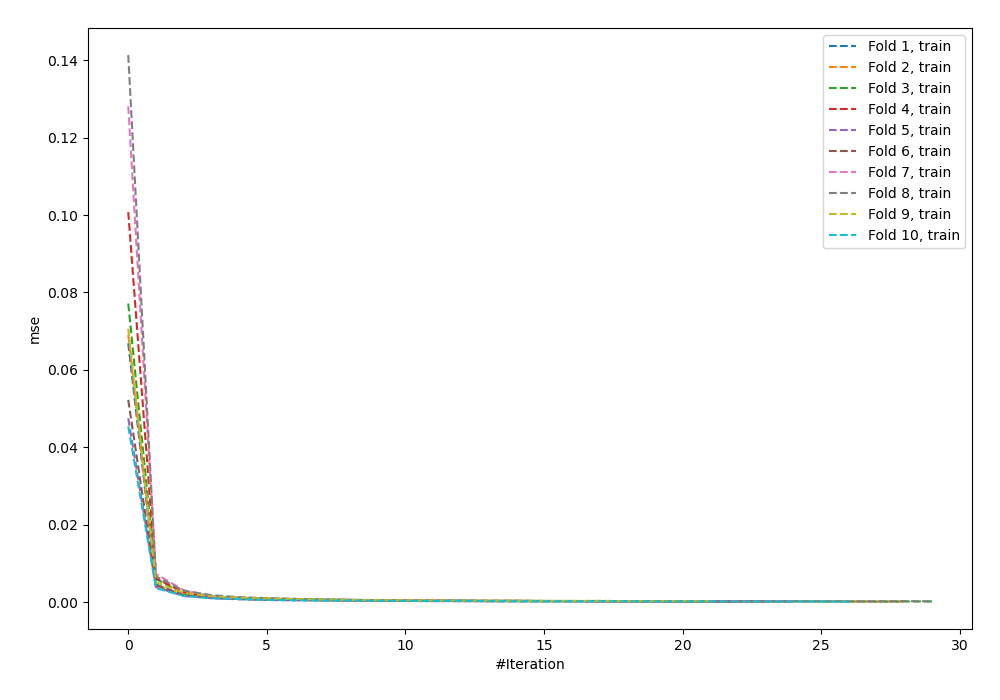 0.14
0.12
0.10
0.08
0.06
0.04
0.02
0.00
mse
0
5
10
15
20
25
30
#Iteration
Fold 1, train
Fold 2, train
Fold 3, train
Fold 4, train
Fold 5, train
Fold 6, train
Fold 7, train
Fold 8, train
Fold 9, train
Fold 10, train